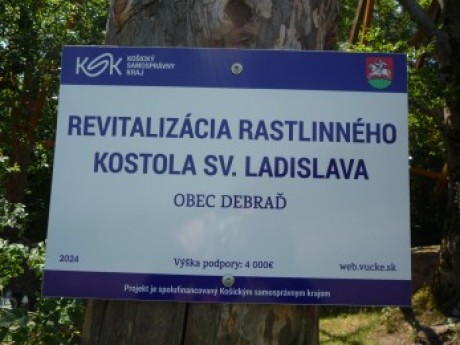 KSK KOŠICKÝ
SAMOSPRÁVNY
KRAJ
REVITALIZÁCIA RASTLINNÉHO
KOSTOLA SV. LADISLAVA
OBEC DEBRAĎ
2024
Výška podpory: 4 000€
web.vucke.sk
Projekt je spolufinancovaný Košickým samosprávnym krajom